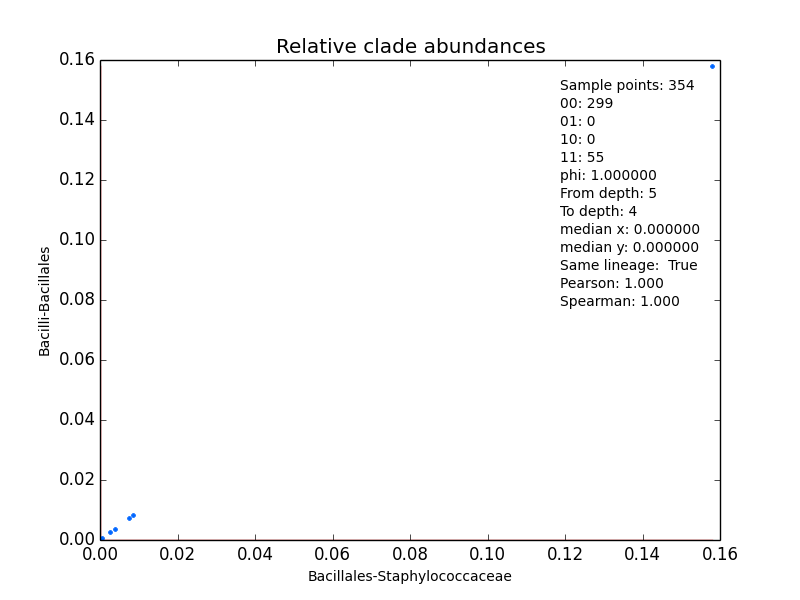 Relative clade abundances
0.16
0.14
0.12
0.10
0.08
0.06
0.04
0.02
0.00
Bacilli-Bacillales
Sample points: 354
00: 299
01: 0
10: 0
11: 55
phi: 1.000000
From depth: 5
To depth: 4
median x: 0.000000
median y: 0.000000
Same lineage:  True
Pearson: 1.000
Spearman: 1.000
0.00 0.02 0.04 0.06 0.08 0.10 0.12 0.14 0.16
Bacillales-Staphylococcaceae